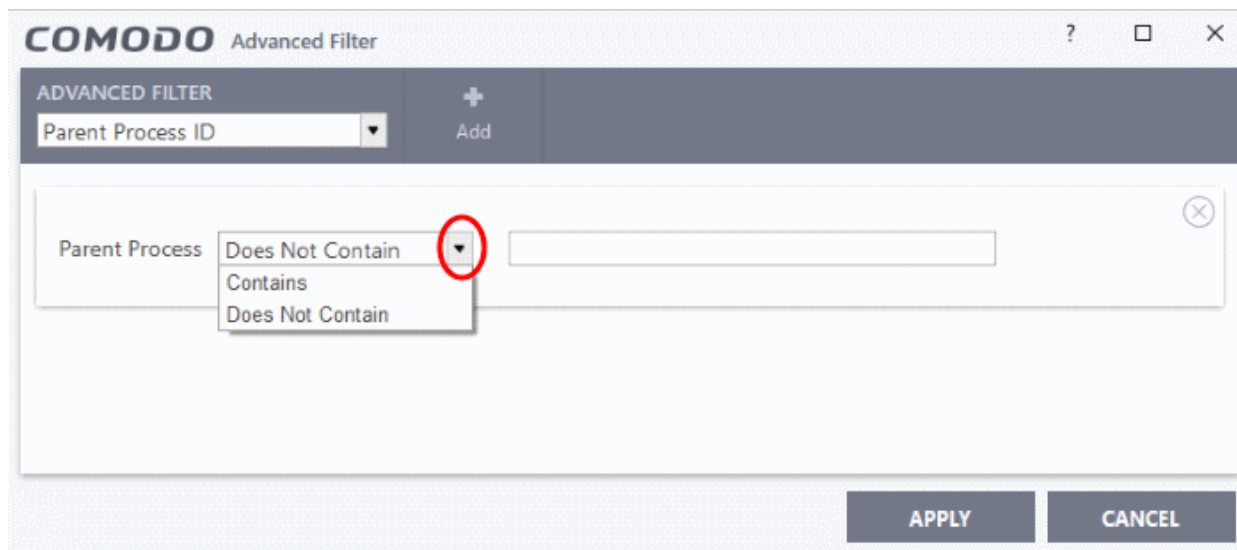 COMODO Advanced Filter ?
ADVANCED FILTER
Parent Process ID
Add
Parent Process Does Not Contain
Contains
Does Not Contain
APPLY CANCEL